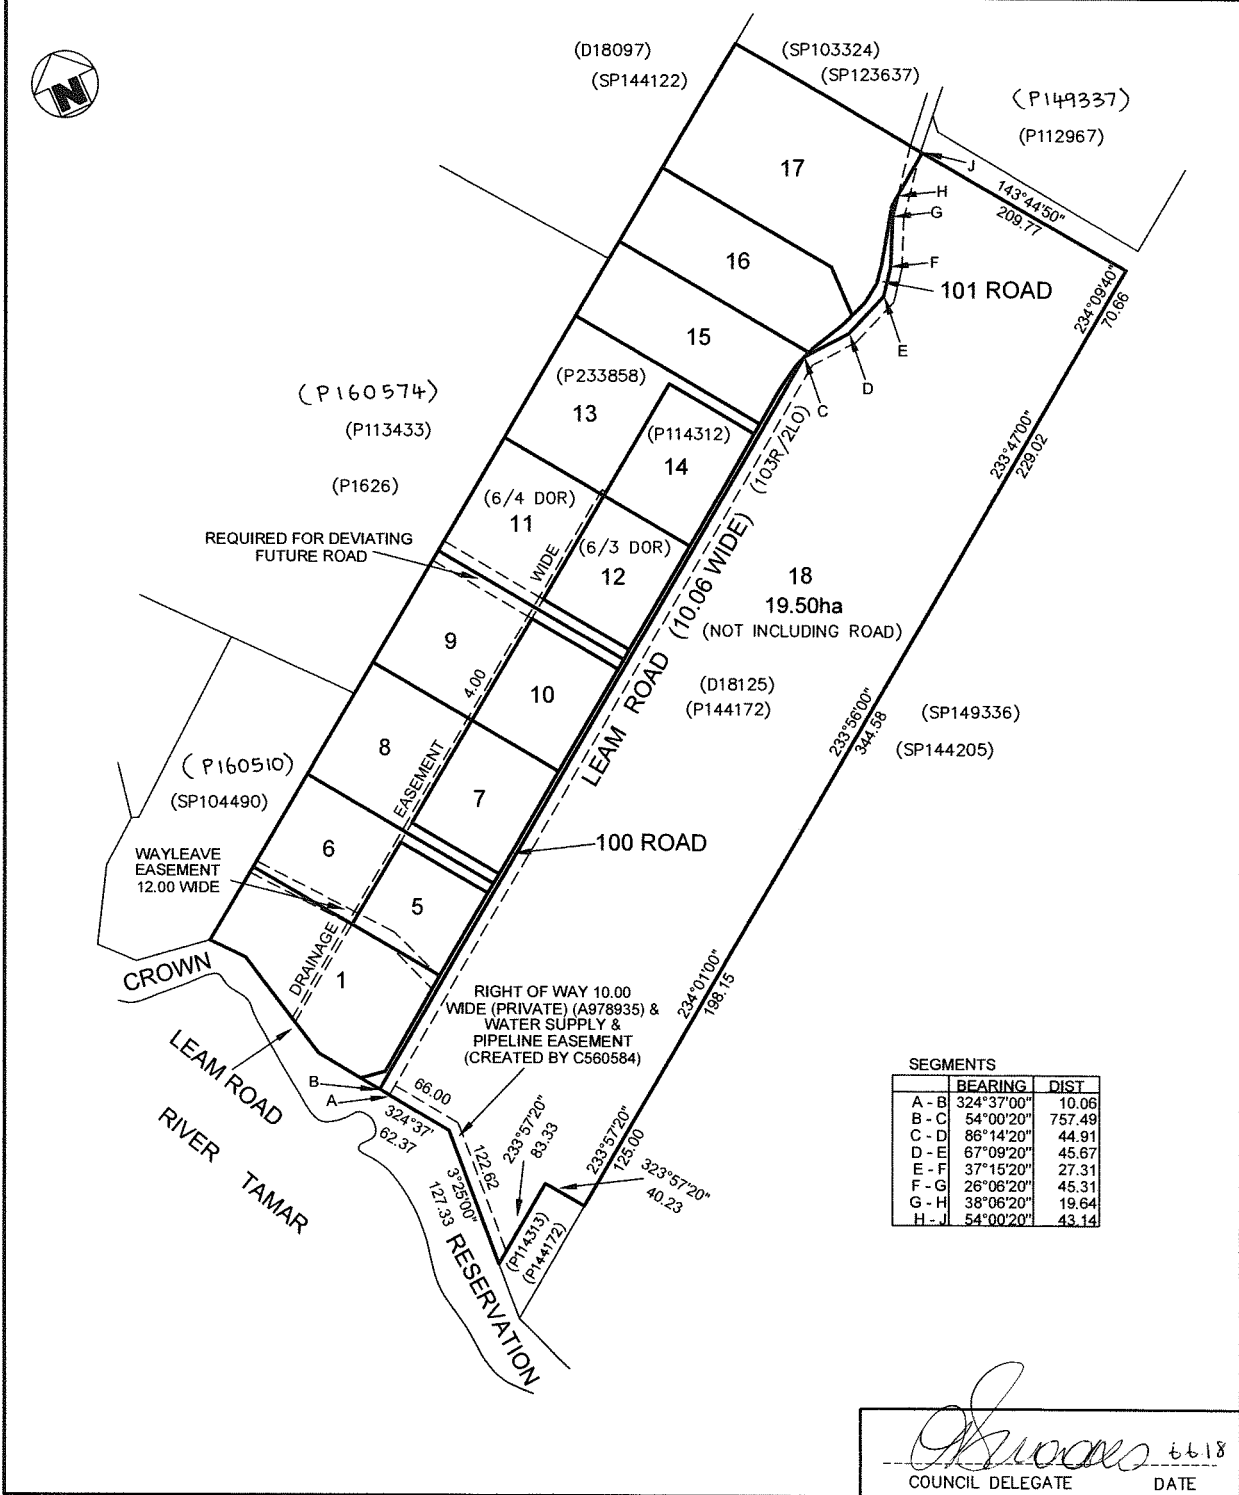 N
(D18097)
(SP144122)
(SP103324)
(SP123637)
(P149337)
(P112967)
17
J
H
G
F
E
D
C
143°44'50"
209.77
16
101 ROAD
234°09'40"
70.66
15
(P160574)
(P113433)
(P1626)
(P233858)
13
(P114312)
14
(103R/2LO)
233°47'00"
229.02
(6/4 DOR)
11
REQUIRED FOR DEVIATING
FUTURE ROAD
WIDE
(6/3 DOR)
12
LEAM ROAD (10.06 WIDE)
18
19.50ha
(NOT INCLUDING ROAD)
9
4.00
10
(D18125)
(P144172)
(SP149336)
(SP144205)
233°56'00"
344.58
8
EASEMENT
7
(P160510)
(SP104490)
100 ROAD
WAYLEAVE
EASEMENT
12.00 WIDE
6
5
DRAINAGE
1
CROWN
234°01'00"
198.15
RIGHT OF WAY 10.00
WIDE (PRIVATE) (A978935) &
WATER SUPPLY &
PIPELINE EASEMENT
(CREATED BY C560584)
LEAM ROAD
RIVER TAMAR
B
A
66.00
324°37'
62.37
122.62
3°25'00"
127.33
233°57'20"
83.33
233°57'20"
125.00
323°57'20"
40.23
(P114313)
(P144172)
RESERVATION
SEGMENTS
BEARING DIST
A - B 324°37'00" 10.06
B - C 54°00'20" 757.49
C - D 86°14'20" 44.91
D - E 67°09'20" 45.67
E - F 37°15'20" 27.31
F - G 26°06'20" 45.31
G - H 38°06'20" 19.64
H - J 54°00'20" 43.14
6 6 18
COUNCIL DELEGATE DATE